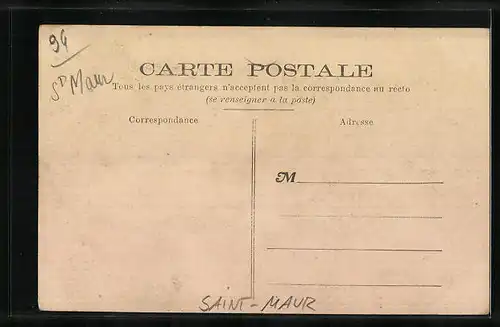 94
St Maur
CARTE POSTALE
Tous les pays étrangers n'acceptent pas la correspondance au recto
(se renseigner a la poste)
Correspondance
Adresse
M
SAINT-MAUR